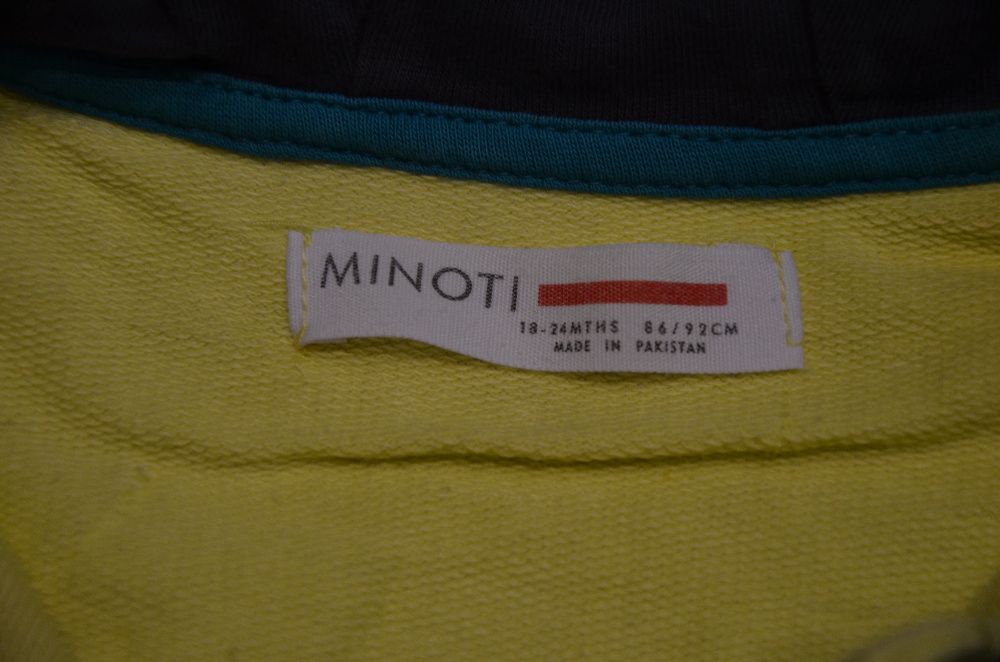 MINOTI
18-24MTHS 86/92CM
MADE IN PAKISTAN